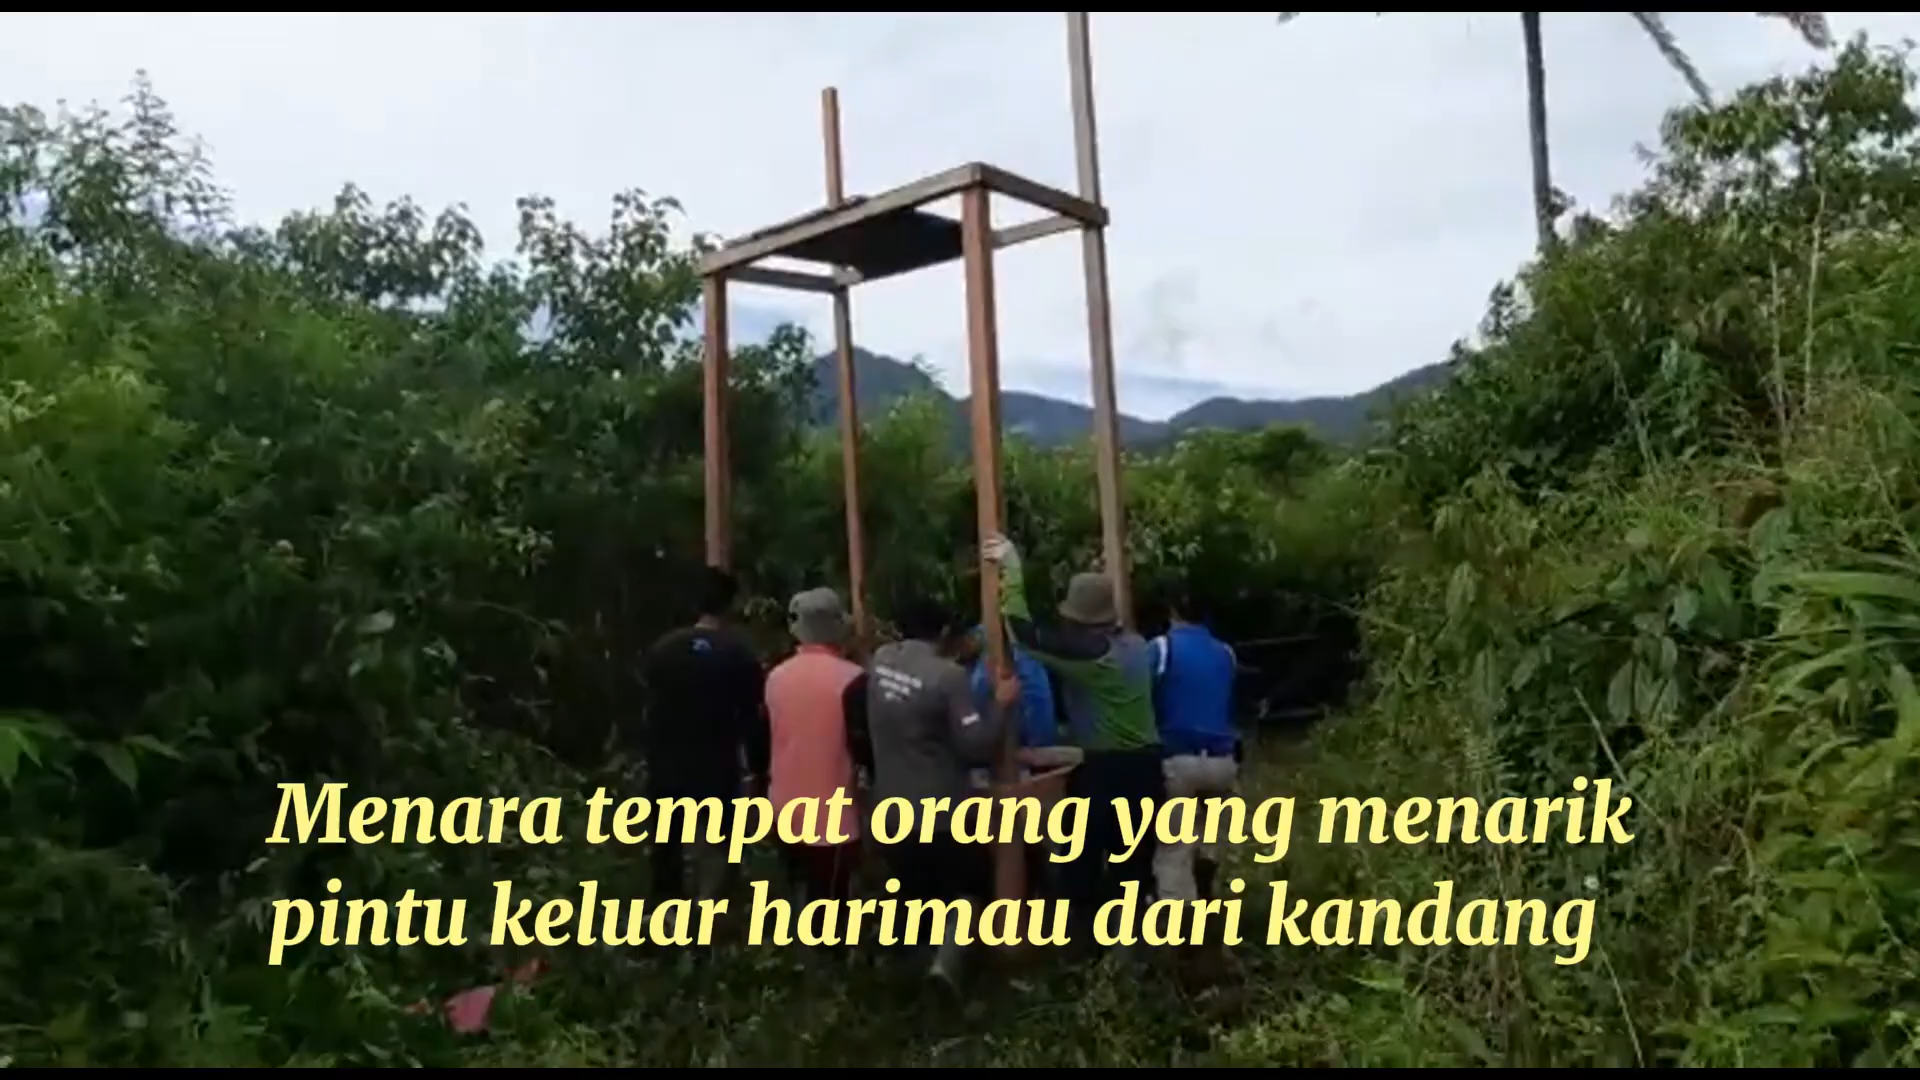 Menara tempat orang yang menarik
pintu keluar harimau dari kandang